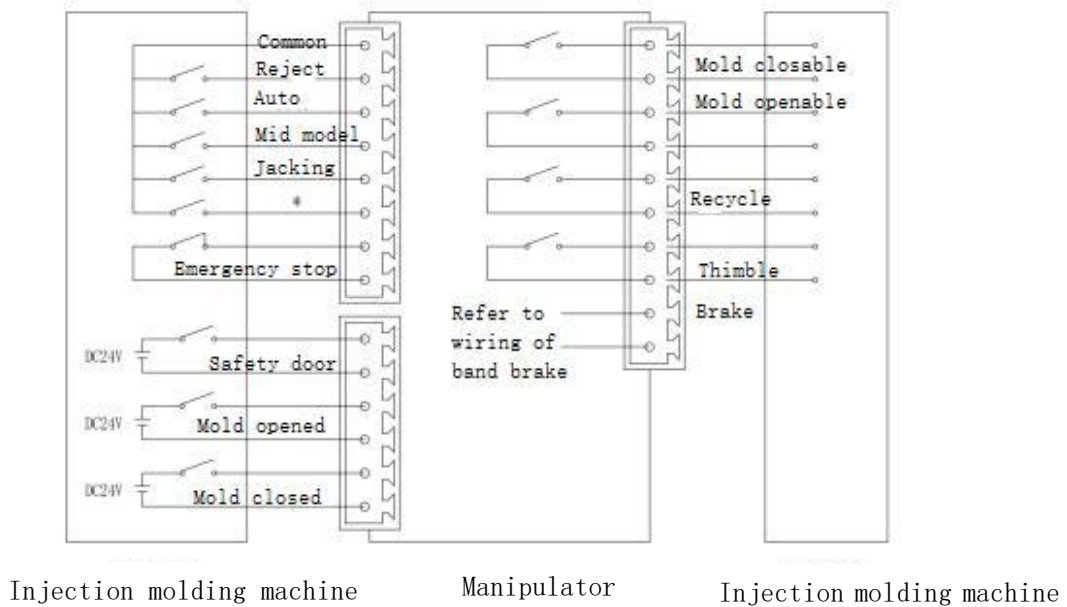 Common
Reject
Auto
Mid model
Jacking
*
Emergency stop
DC24V
Safety door
DC24V
Mold opened
DC24V
Mold closed
Mold closable
Mold openable
Recycle
Thimble
Brake
Refer to
wiring of
band brake
Injection molding machine
Manipulator
Injection molding machine